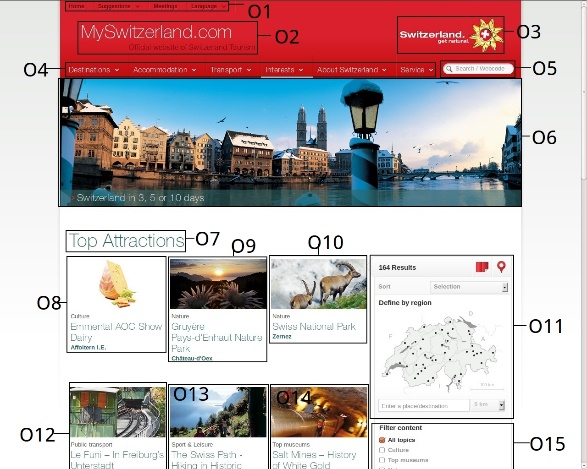 Home Suggestions Meetings Language
O1
MySwitzerland.com
Official website of Switzerland Tourism
O2
Switzerland.
get natural.
O3
O4
Destinations Accommodation Transport Interests About Switzerland Service
Search / Webcode
O5
O6
Switzerland in 3, 5 or 10 days
Top Attractions
O7
O9
O10
O8
Culture
Emmental AOC Show
Dairy
Affoltern i.E.
Nature
Gruyère
Pays-d'Enhaut Nature
Park
Château-d'Oex
Nature
Swiss National Park
Zernez
164 Results
Sort Selection
Define by region
F
D
A
I
Enter a place/destination
0 km
O11
O12
Public transport
Le Funi – In Freiburg's
Unterstadt
O13
Sport & Leisure
The Swiss Path -
Hiking in Historic
O14
Top museums
Salt Mines – History
of White Gold
Filter content
All topics
Culture
Top museums
O15